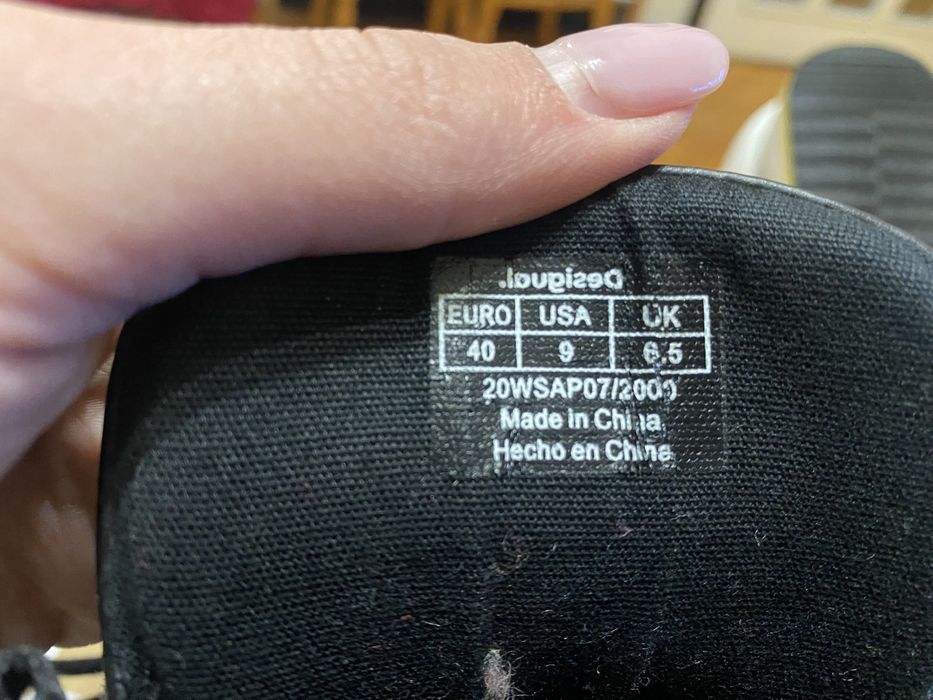 Desigual.
EURO USA UK
40 9 6.5
20WSAP07/2000
Made in China
Hecho en China